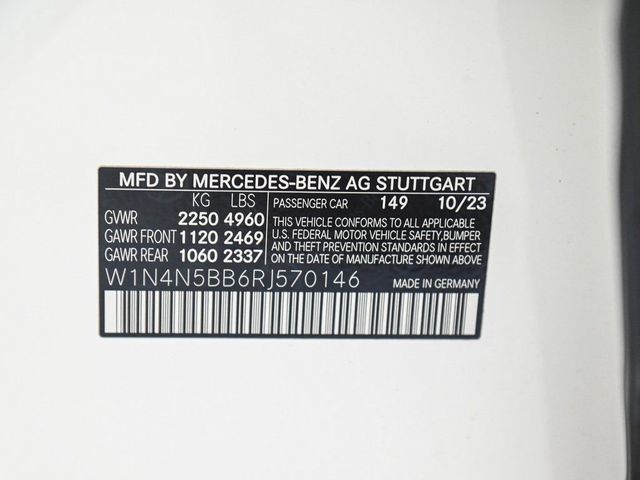 MFD BY MERCEDES-BENZ AG STUTTGART
KG LBS PASSENGER CAR 149 10/23
GVWR 2250 4960 THIS VEHICLE CONFORMS TO ALL APPLICABLE
U.S. FEDERAL MOTOR VEHICLE SAFETY,BUMPER
GAWR FRONT 1120 2469 AND THEFT PREVENTION STANDARDS IN EFFECT
GAWR REAR 1060 2337 ON THE DATE OF MANUFACTURE SHOWN ABOVE
W1N4N5BB6RJ570146 MADE IN GERMANY